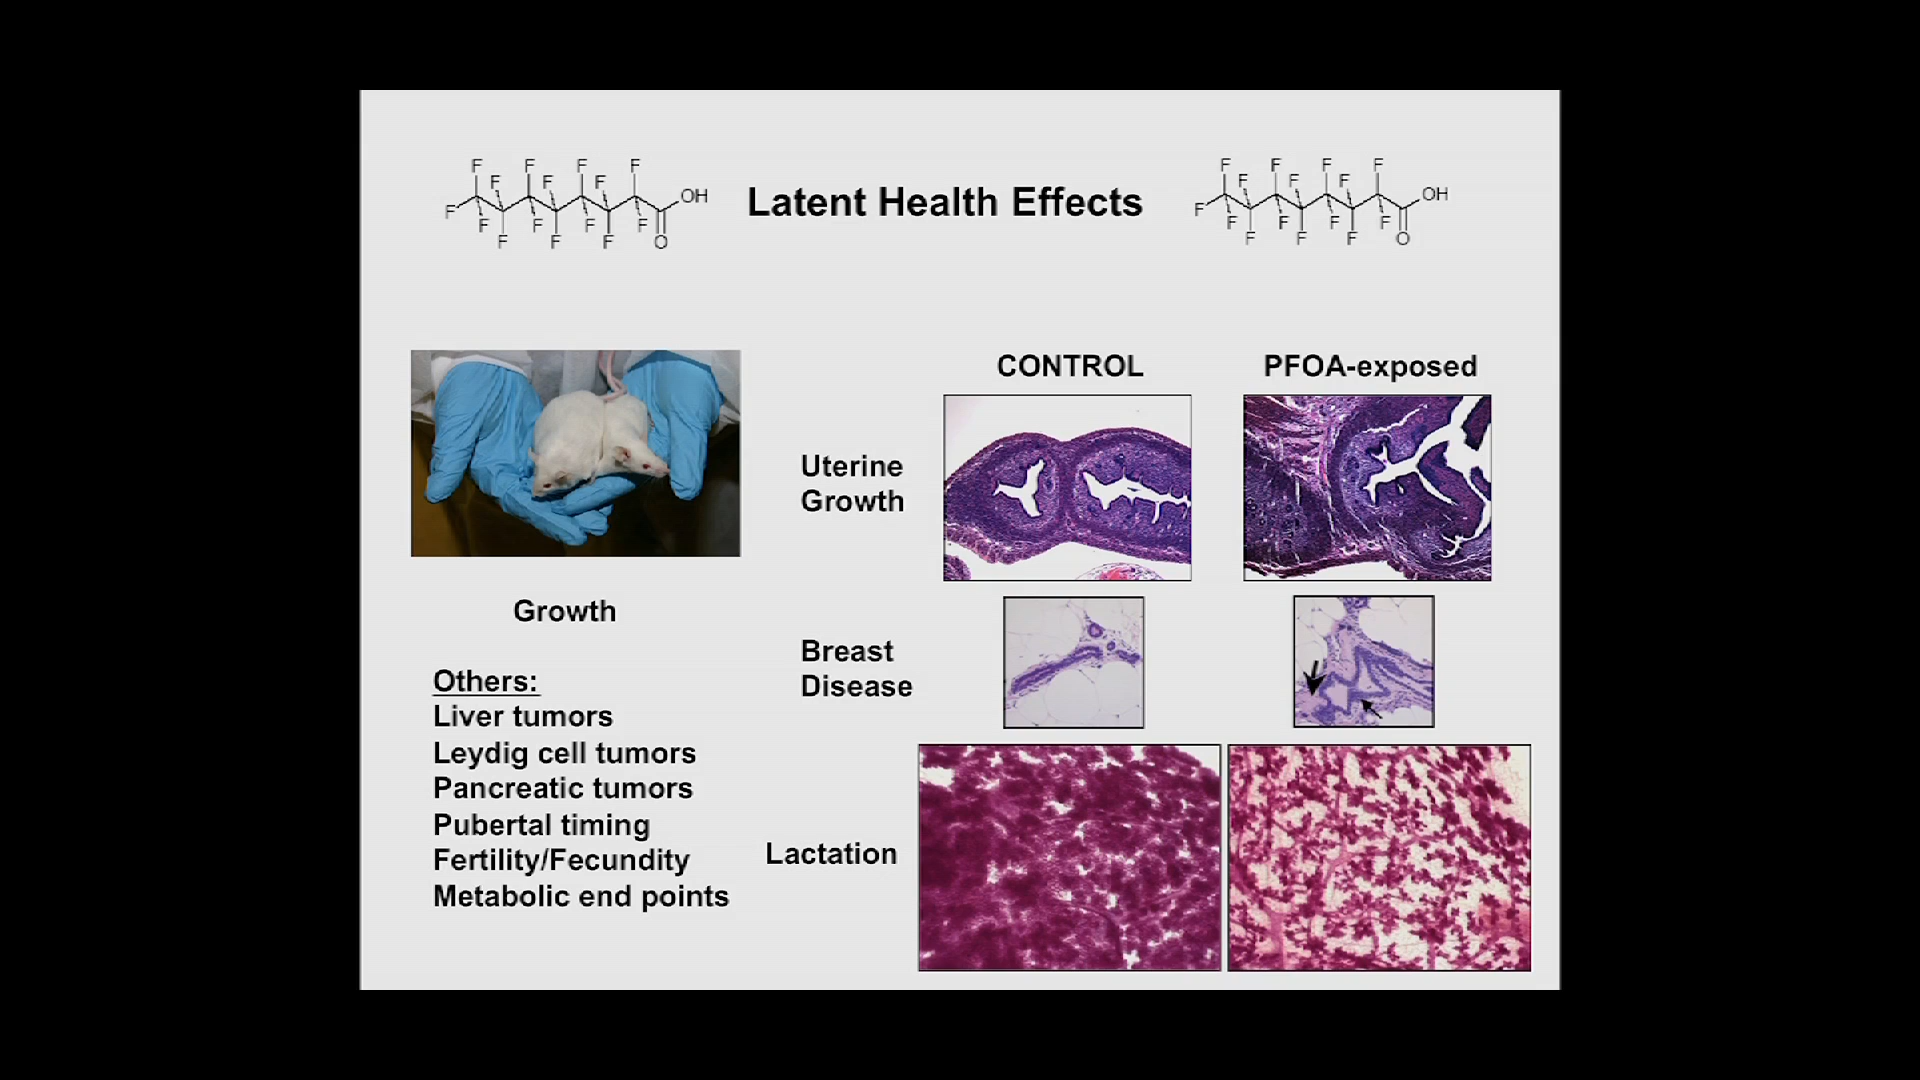 F F F F
F F F
F OH
F F F F
F F F O
Latent Health Effects
F F F F
F F F
F OH
F F F F
F F F O
CONTROL
PFOA-exposed
Uterine
Growth
Growth
Breast
Disease
Others:
Liver tumors
Leydig cell tumors
Pancreatic tumors
Pubertal timing
Fertility/Fecundity
Metabolic end points
Lactation